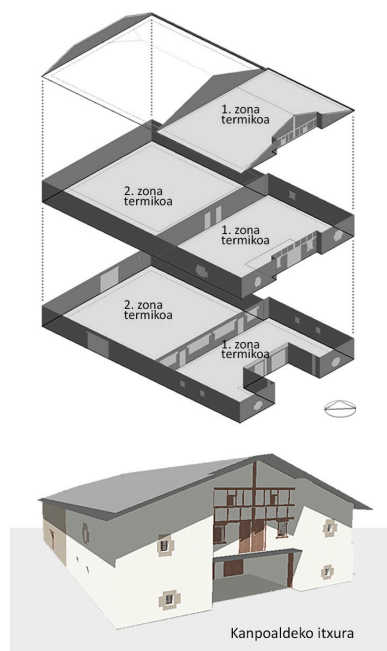 1. zona
termikoa
2. zona
termikoa
1. zona
termikoa
2. zona
termikoa
1. zona
termikoa
Kanpoaldeko itxura